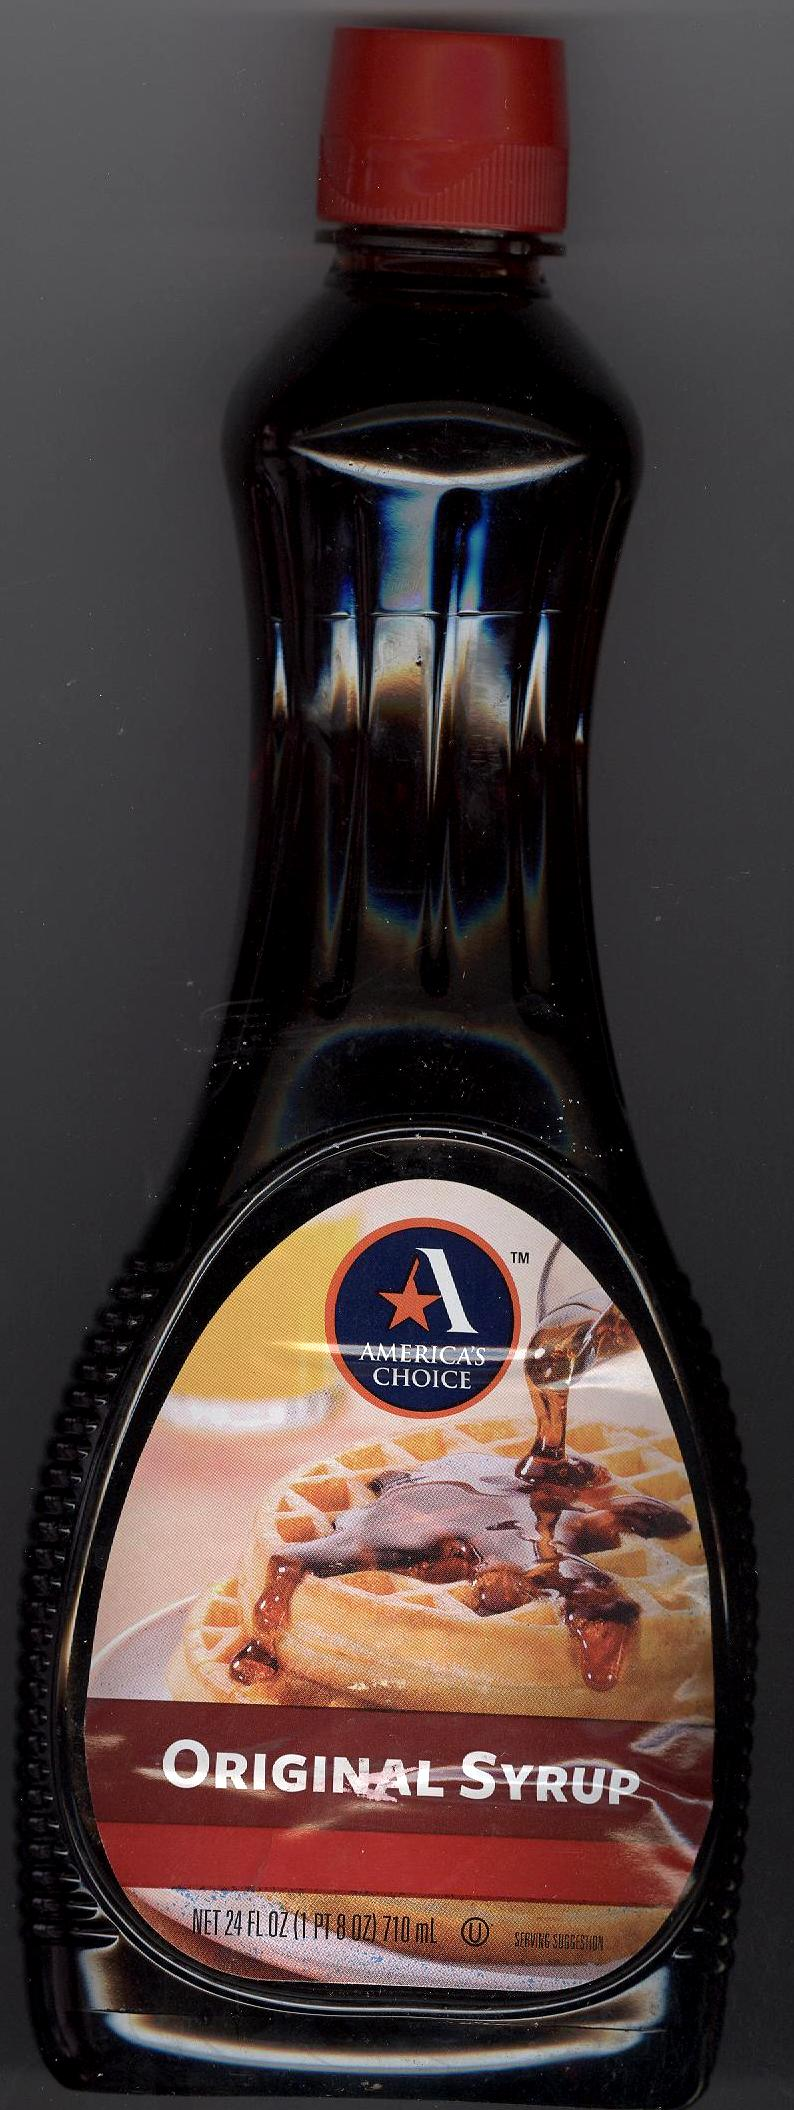 A
TM
AMERICA'S
CHOICE
ORIGINAL SYRUP
NET 24 FL OZ (1 PT 8 OZ) 710 mL U SERVING SUGGESTION